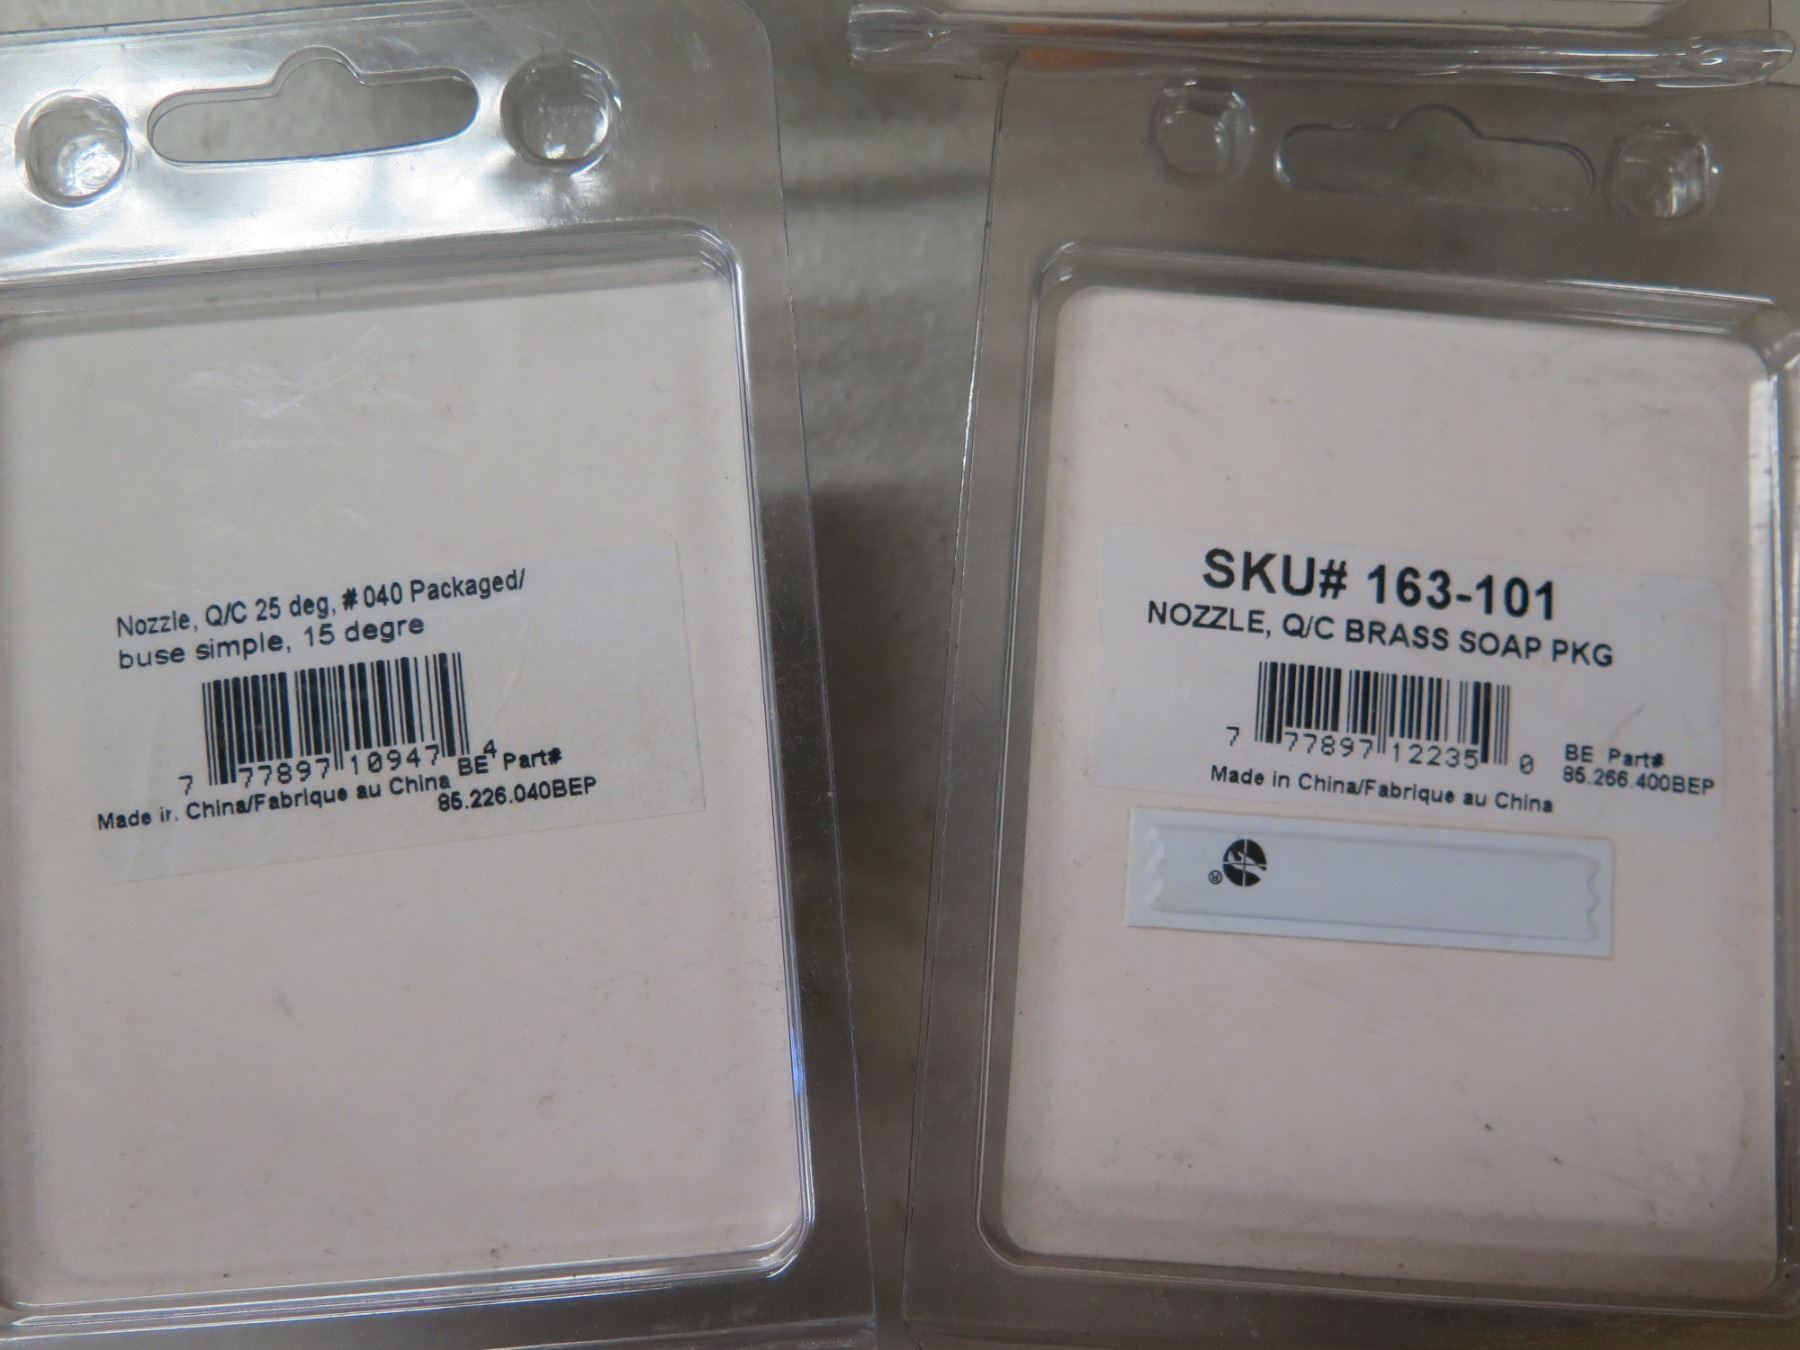 Nozzle, Q/C 25 deg, #040 Packaged/
buse simple, 15 degre
7 77897 10947 4
BE Part#
Made in China/Fabrique au China
85.226.040BEP
SKU# 163-101
NOZZLE, Q/C BRASS SOAP PKG
7 77897 12235 0
BE Part#
85.266.400BEP
Made in China/Fabrique au China
®